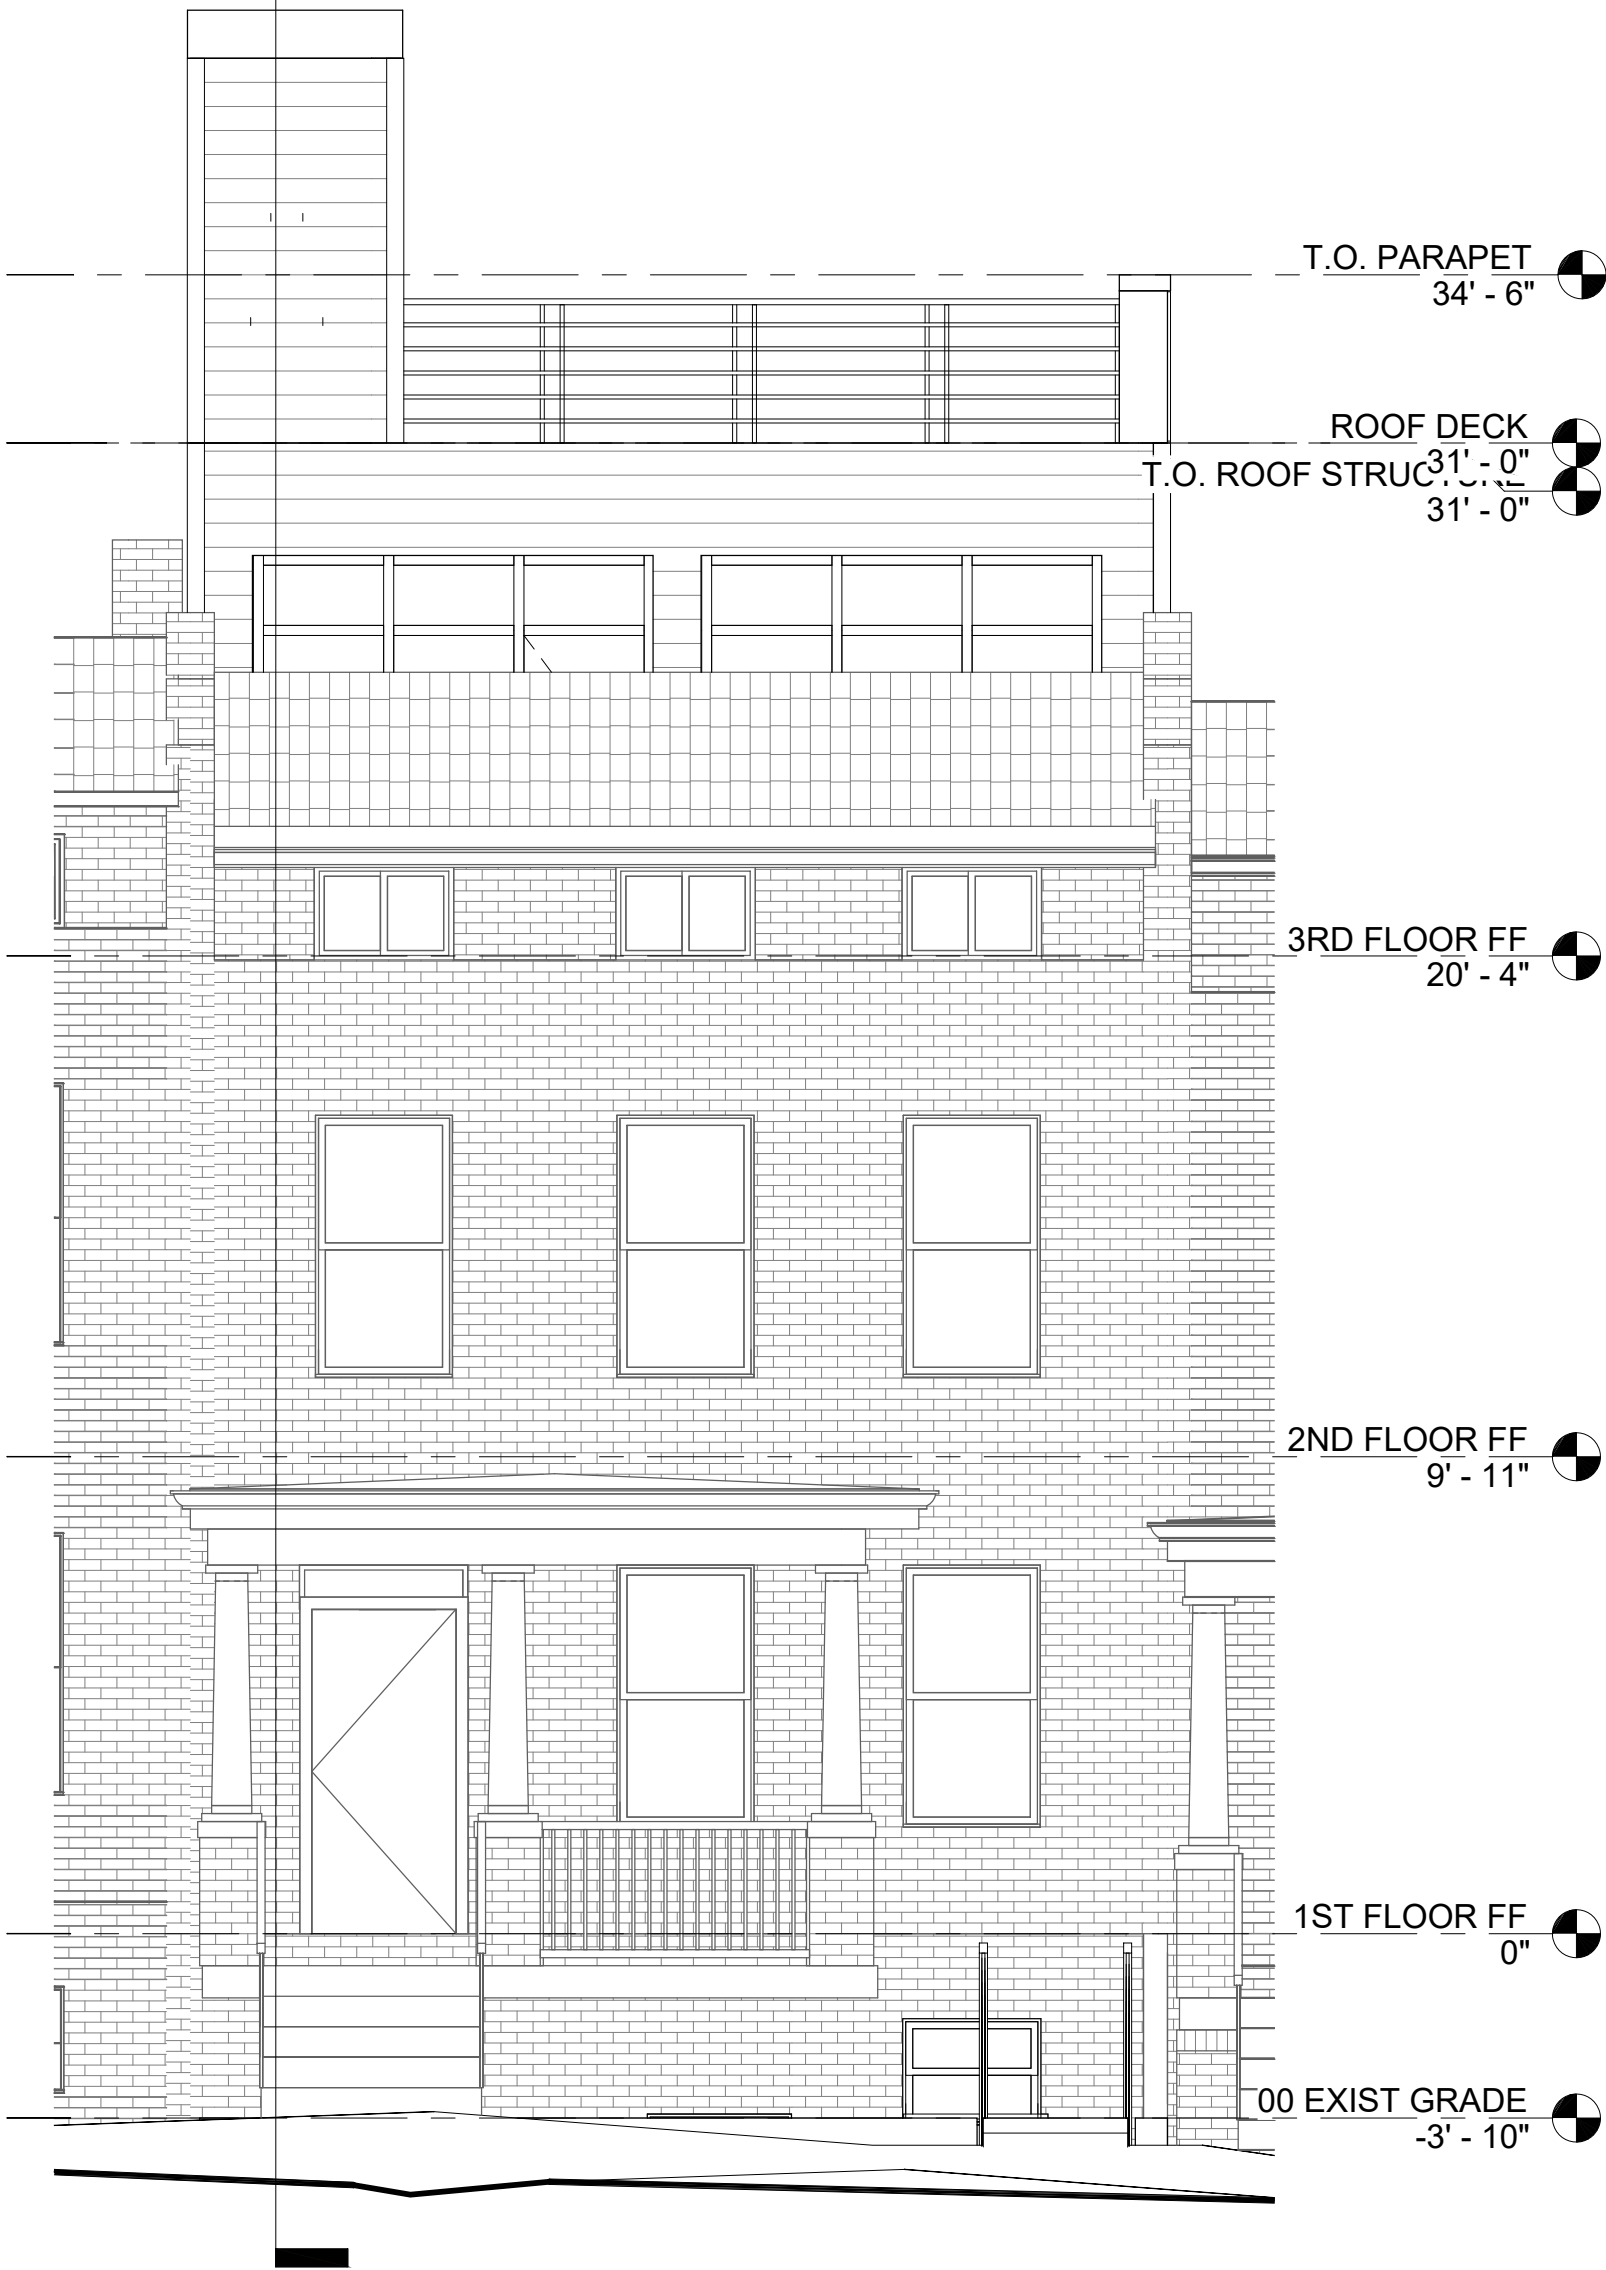 T.O. PARAPET
34' - 6"
ROOF DECK
31' - 0"
T.O. ROOF
31' - 0"
3RD FLOOR FF
20' - 4"
2ND FLOOR FF
9' - 11"
1ST FLOOR FF
0"
00 EXIST GRADE
-3' - 10"